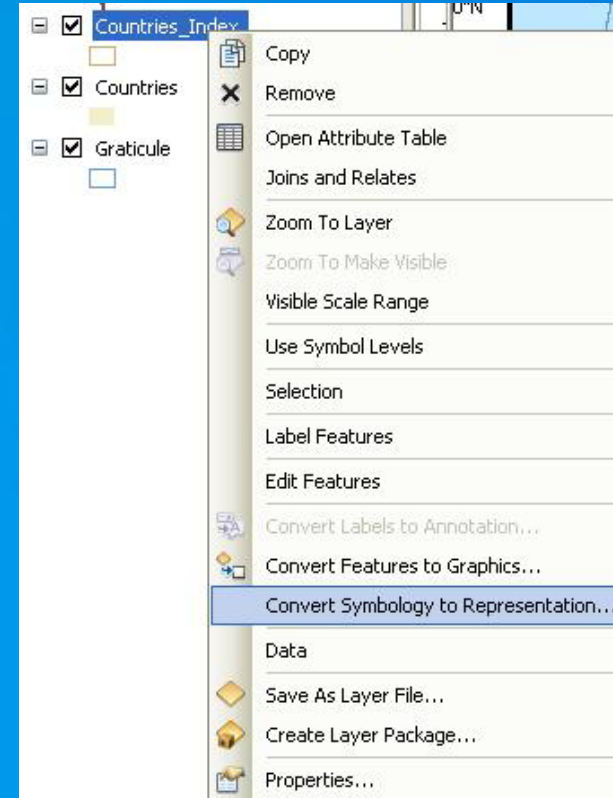 Countries_Index
0°N
Copy
Countries
Remove
Open Attribute Table
Graticule
Joins and Relates
Zoom To Layer
Zoom To Make Visible
Visible Scale Range
Use Symbol Levels
Selection
Label Features
Edit Features
Convert Labels to Annotation...
Convert Features to Graphics...
Convert Symbology to Representation...
Data
Save As Layer File...
Create Layer Package...
Properties...